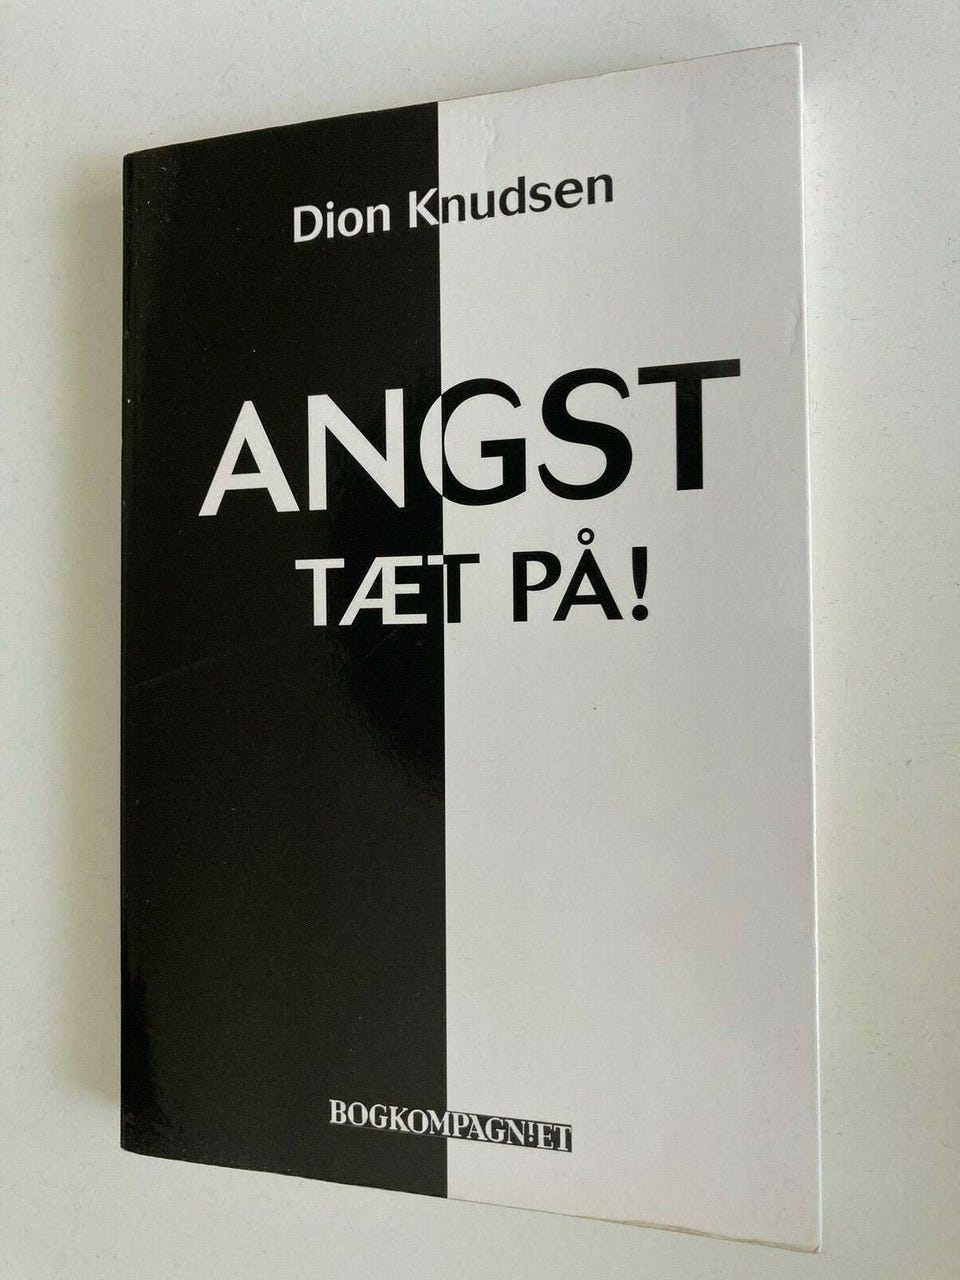 Dion Knudsen
ANGST
TÆT PÅ!
BOGKOMPAGNIET